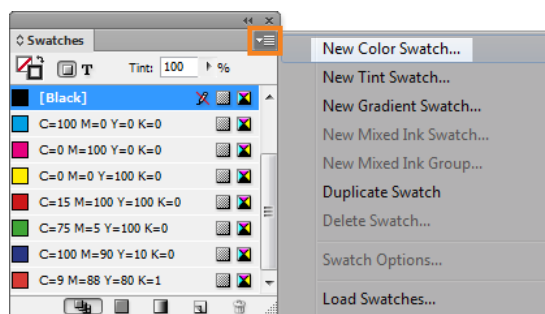 Swatches
T Tint: 100 %
[Black]
C=100 M=0 Y=0 K=0
C=0 M=100 Y=0 K=0
C=0 M=0 Y=100 K=0
C=15 M=100 Y=100 K=0
C=75 M=5 Y=100 K=0
C=100 M=90 Y=10 K=0
C=9 M=88 Y=80 K=1
New Color Swatch...
New Tint Swatch...
New Gradient Swatch...
New Mixed Ink Swatch...
New Mixed Ink Group...
Duplicate Swatch
Delete Swatch...
Swatch Options...
Load Swatches...